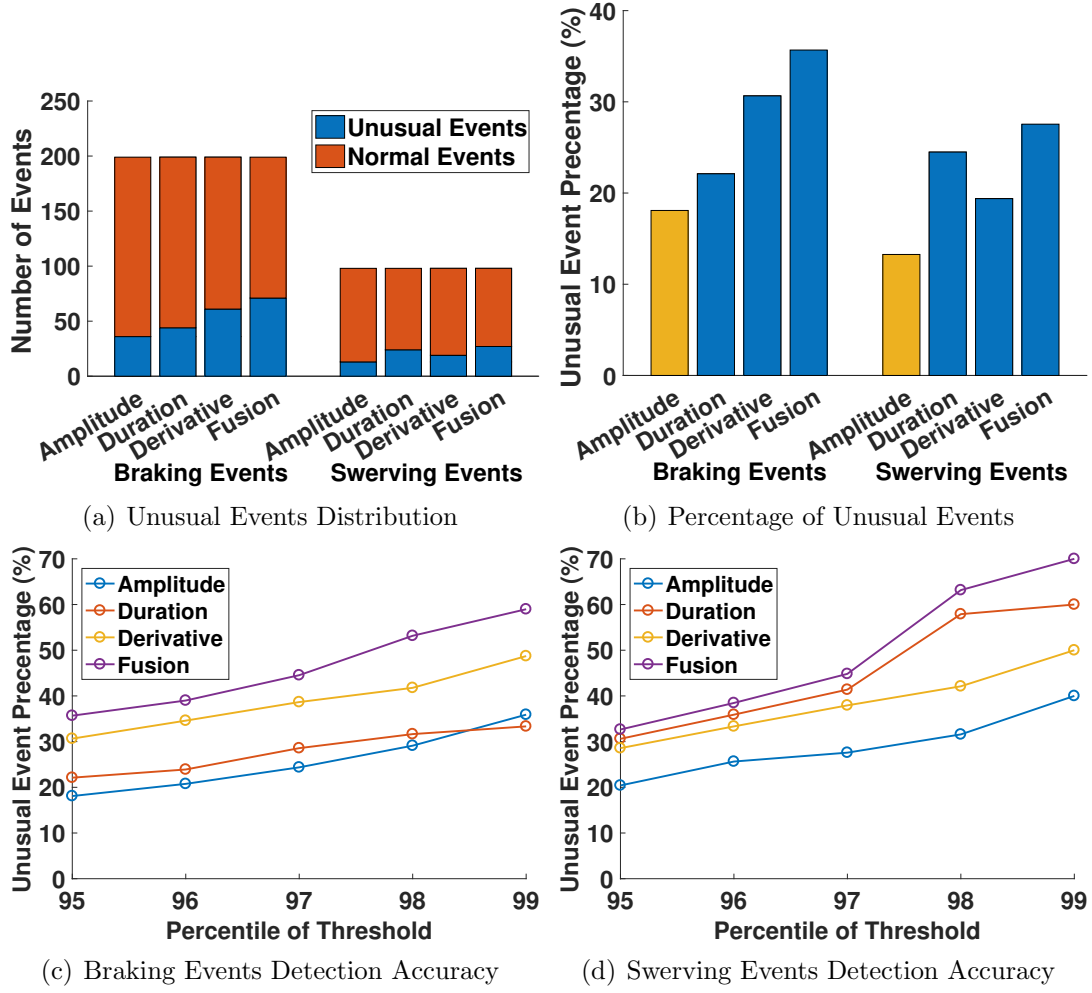 250
200
150
100
50
0
Number of Events
Unusual Events
Normal Events
Amplitude
Duration
Derivative
Fusion
Amplitude
Duration
Derivative
Fusion
Braking Events
Swerving Events
(a) Unusual Events Distribution
40
30
20
10
0
Unusual Event Precentage (%)
Amplitude
Duration
Derivative
Fusion
Amplitude
Duration
Derivative
Fusion
Braking Events
Swerving Events
(b) Percentage of Unusual Events
70
60
50
40
30
20
10
0
Unusual Event Precentage (%)
Amplitude
Duration
Derivative
Fusion
95 96 97 98 99
Percentile of Threshold
(c) Braking Events Detection Accuracy
70
60
50
40
30
20
10
0
Unusual Event Precentage (%)
Amplitude
Duration
Derivative
Fusion
95 96 97 98 99
Percentile of Threshold
(d) Swerving Events Detection Accuracy